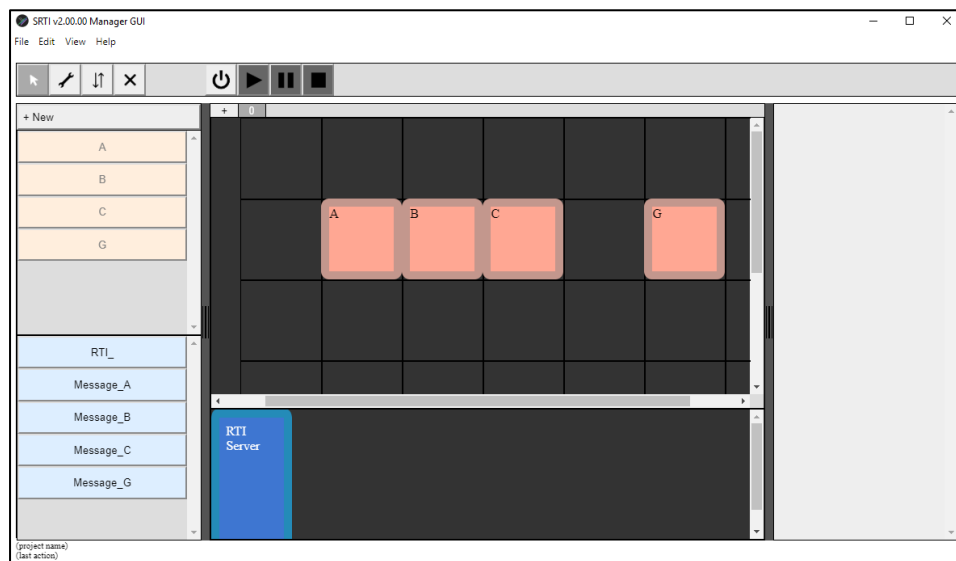 SRTI v2.00.00 Manager GUI
File Edit View Help
+ New
+ 0
A
B
C
G
A B C G
RTI_
Message_A
Message_B
Message_C
Message_G
RTI
Server
(project name)
(last action)